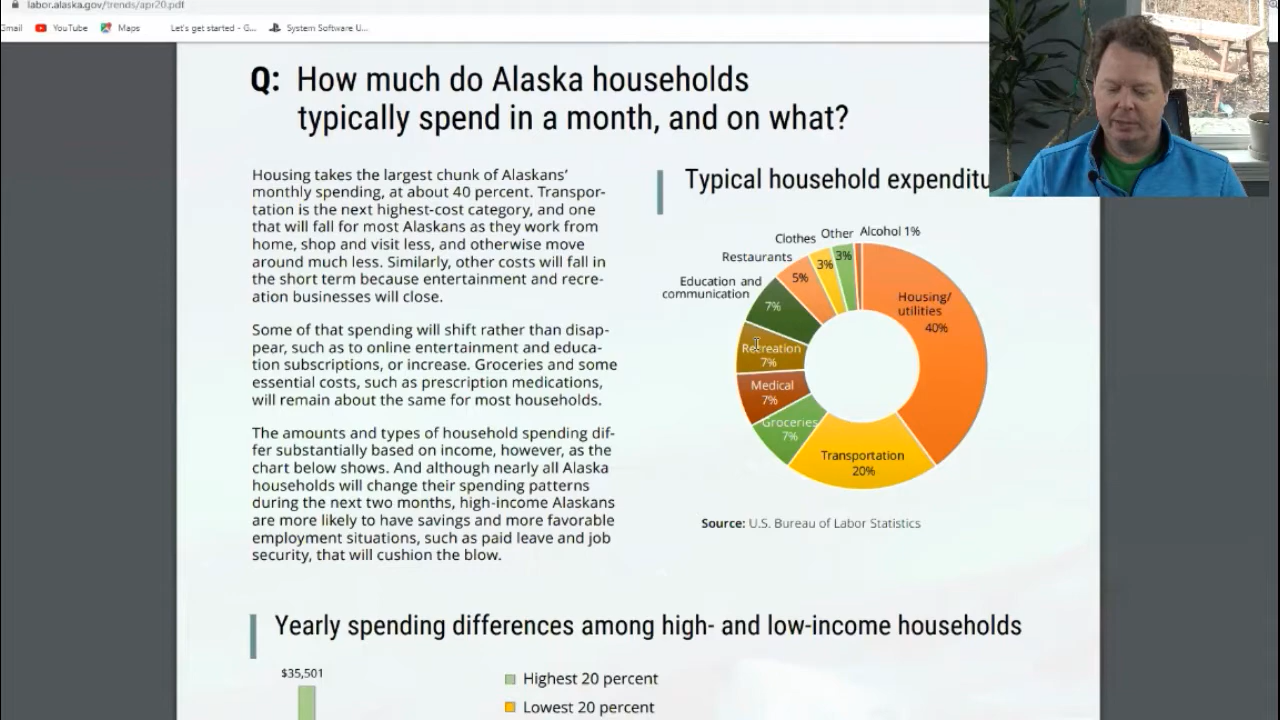 labor.alaska.gov/trends/apr20.pdf
Gmail YouTube Maps Let's get started - G... System Software U...
Q: How much do Alaska households
typically spend in a month, and on what?
Housing takes the largest chunk of Alaskans'
monthly spending, at about 40 percent. Transpor-
tation is the next highest-cost category, and one
that will fall for most Alaskans as they work from
home, shop and visit less, and otherwise move
around much less. Similarly, other costs will fall in
the short term because entertainment and recre-
ation businesses will close.
Some of that spending will shift rather than disap-
pear, such as to online entertainment and educa-
tion subscriptions, or increase. Groceries and some
essential costs, such as prescription medications,
will remain about the same for most households.
The amounts and types of household spending dif-
fer substantially based on income, however, as the
chart below shows. And although nearly all Alaska
households will change their spending patterns
during the next two months, high-income Alaskans
are more likely to have savings and more favorable
employment situations, such as paid leave and job
security, that will cushion the blow.
Typical household expenditu
Alcohol 1%
Other
3%
Clothes
3%
Restaurants
5%
Education and
communication
7%
Recreation
7%
Medical
7%
Groceries
7%
Transportation
20%
Housing/
utilities
40%
Source: U.S. Bureau of Labor Statistics
Yearly spending differences among high- and low-income households
$35,501
Highest 20 percent
Lowest 20 percent